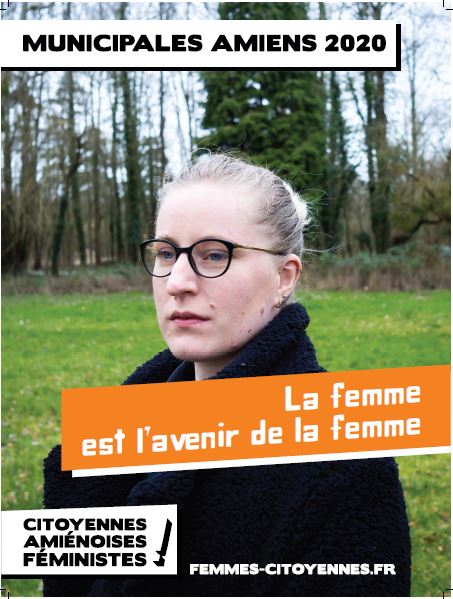 MUNICIPALES AMIENS 2020
La femme
est l'avenir de la femme
CITOYENNES
AMIÉNOISES
FÉMINISTES
FEMMES-CITOYENNES.FR